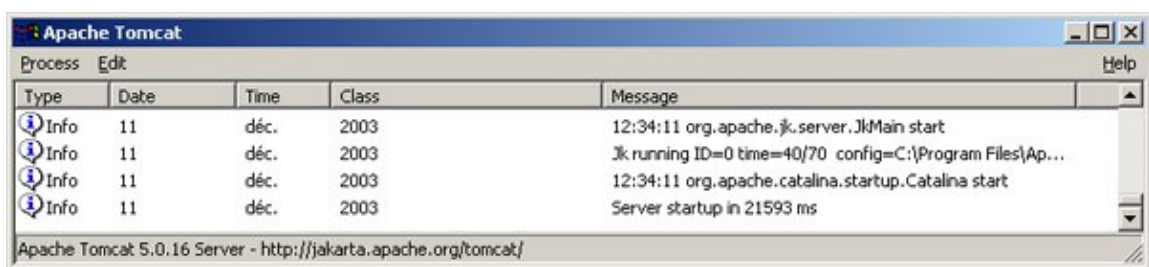 Apache Tomcat
Process Edit Help
Type Date Time Class Message
Info 11 déc. 2003 12:34:11 org.apache.jk.server.JkMain start
Info 11 déc. 2003 Jk running ID=0 time=40/70 config=C:\Program Files\Ap...
Info 11 déc. 2003 12:34:11 org.apache.catalina.startup.Catalina start
Info 11 déc. 2003 Server startup in 21593 ms
Apache Tomcat 5.0.16 Server - http://jakarta.apache.org/tomcat/